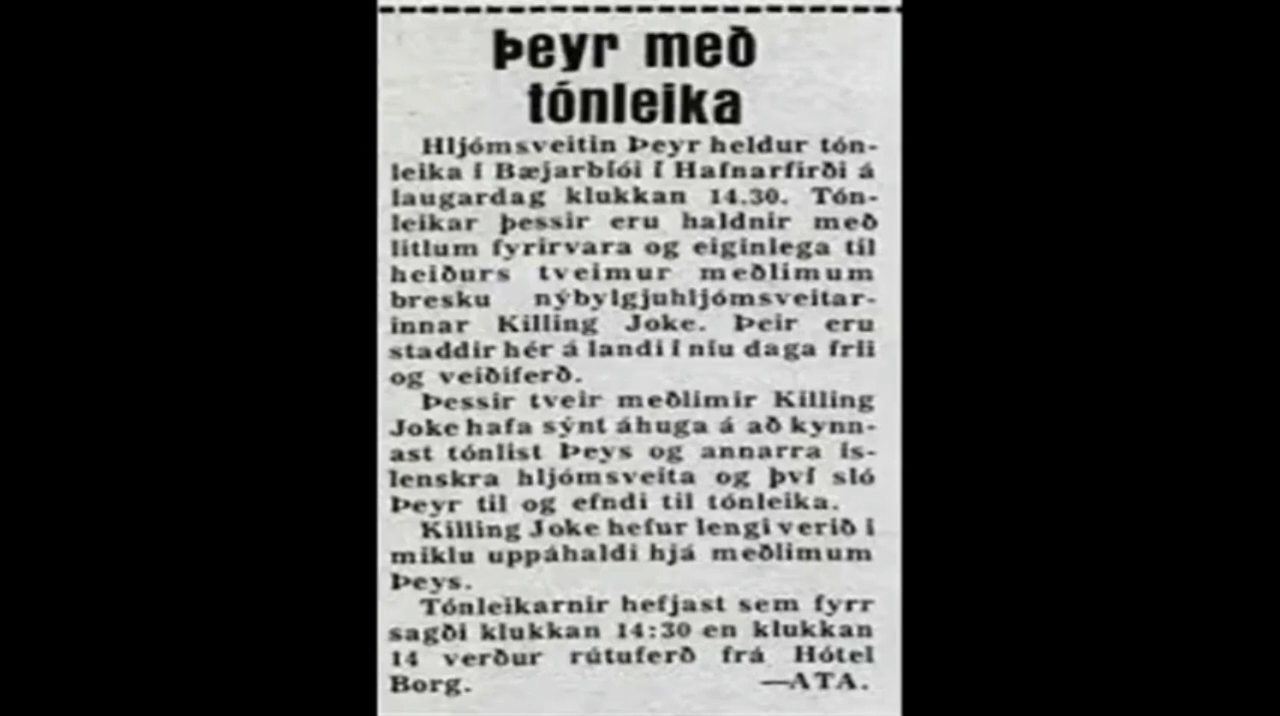 Þeyr með
tónleika
Hljómsveitin Þeyr heldur tón-
leika í Bæjarbíói í Hafnarfirði á
laugardag klukkan 14.30. Tón-
leikar þessir eru haldnir með
litlum fyrirvara og eiginlega til
heiðurs tveimur meðlimum
bresku nýbylgjuhljómsveitar-
innar Killing Joke. Þeir eru
staddir hér á landi í níu daga fríi
og veiðiferð.
Þessir tveir meðlimir Killing
Joke hafa sýnt áhuga á að kynn-
ast tónlist Þeys og annarra ís-
lenskra hljómsveita og því sló
Þeyr til og efndi til tónleika.
Killing Joke hefur lengi verið í
miklu uppáhaldi hjá meðlimum
Þeys.
Tónleikarnir hefjast sem fyrr
sagði klukkan 14:30 en klukkan
14 verður rútuferð frá Hótel
Borg. —ATA.